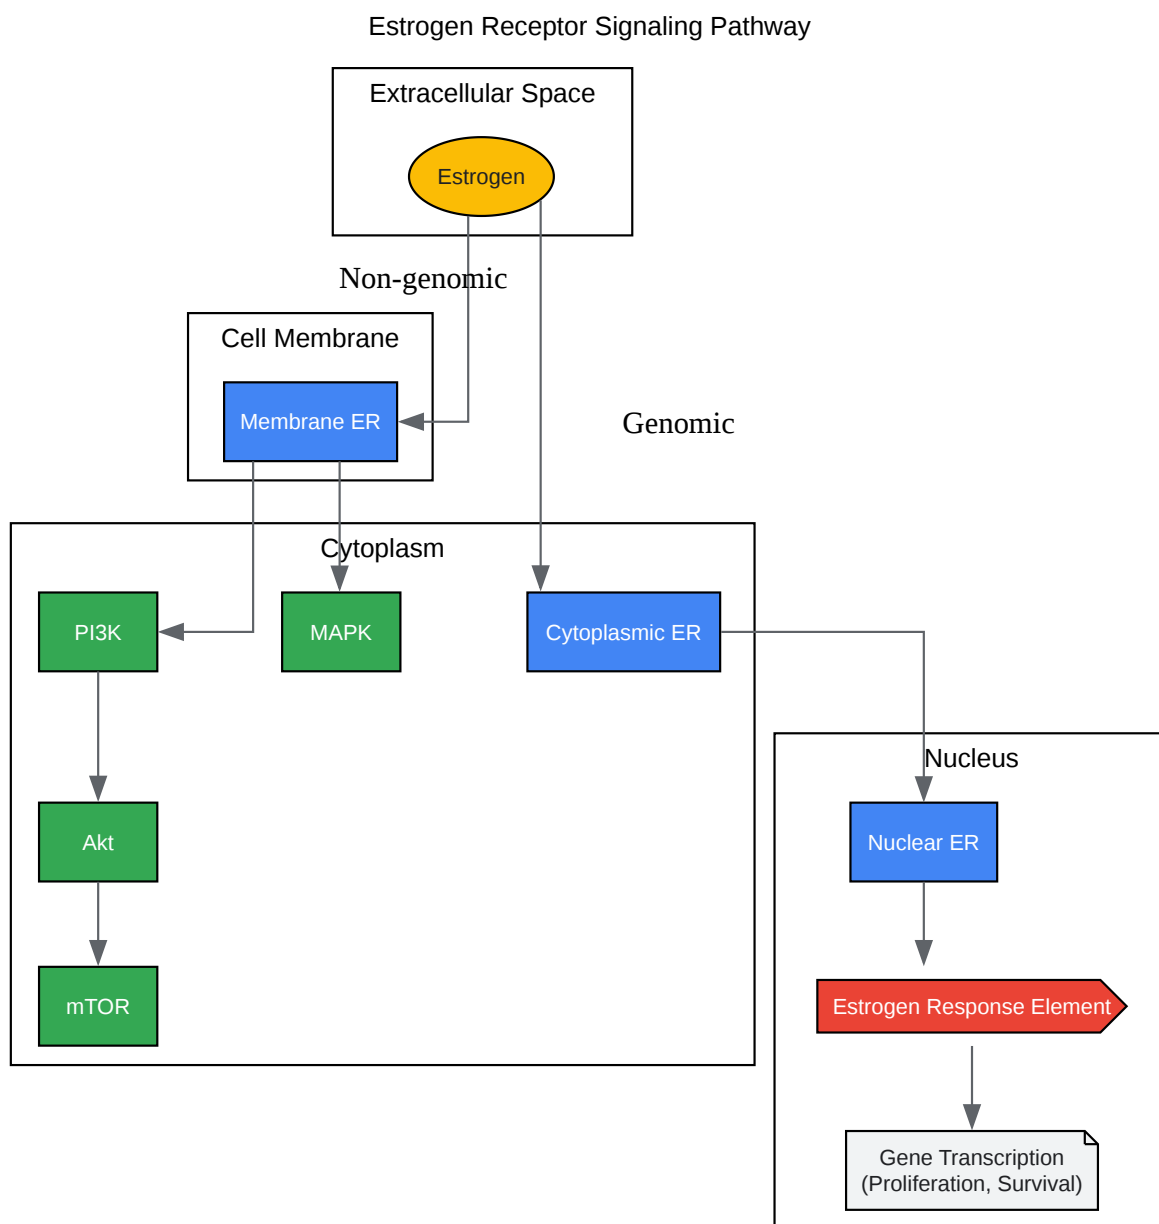 Estrogen Receptor Signaling Pathway
Extracellular Space
Estrogen
Non-genomic
Cell Membrane
Membrane ER
Genomic
Cytoplasm
PI3K
MAPK
Cytoplasmic ER
Nucleus
Akt
Nuclear ER
mTOR
Estrogen Response Element
Gene Transcription
(Proliferation, Survival)